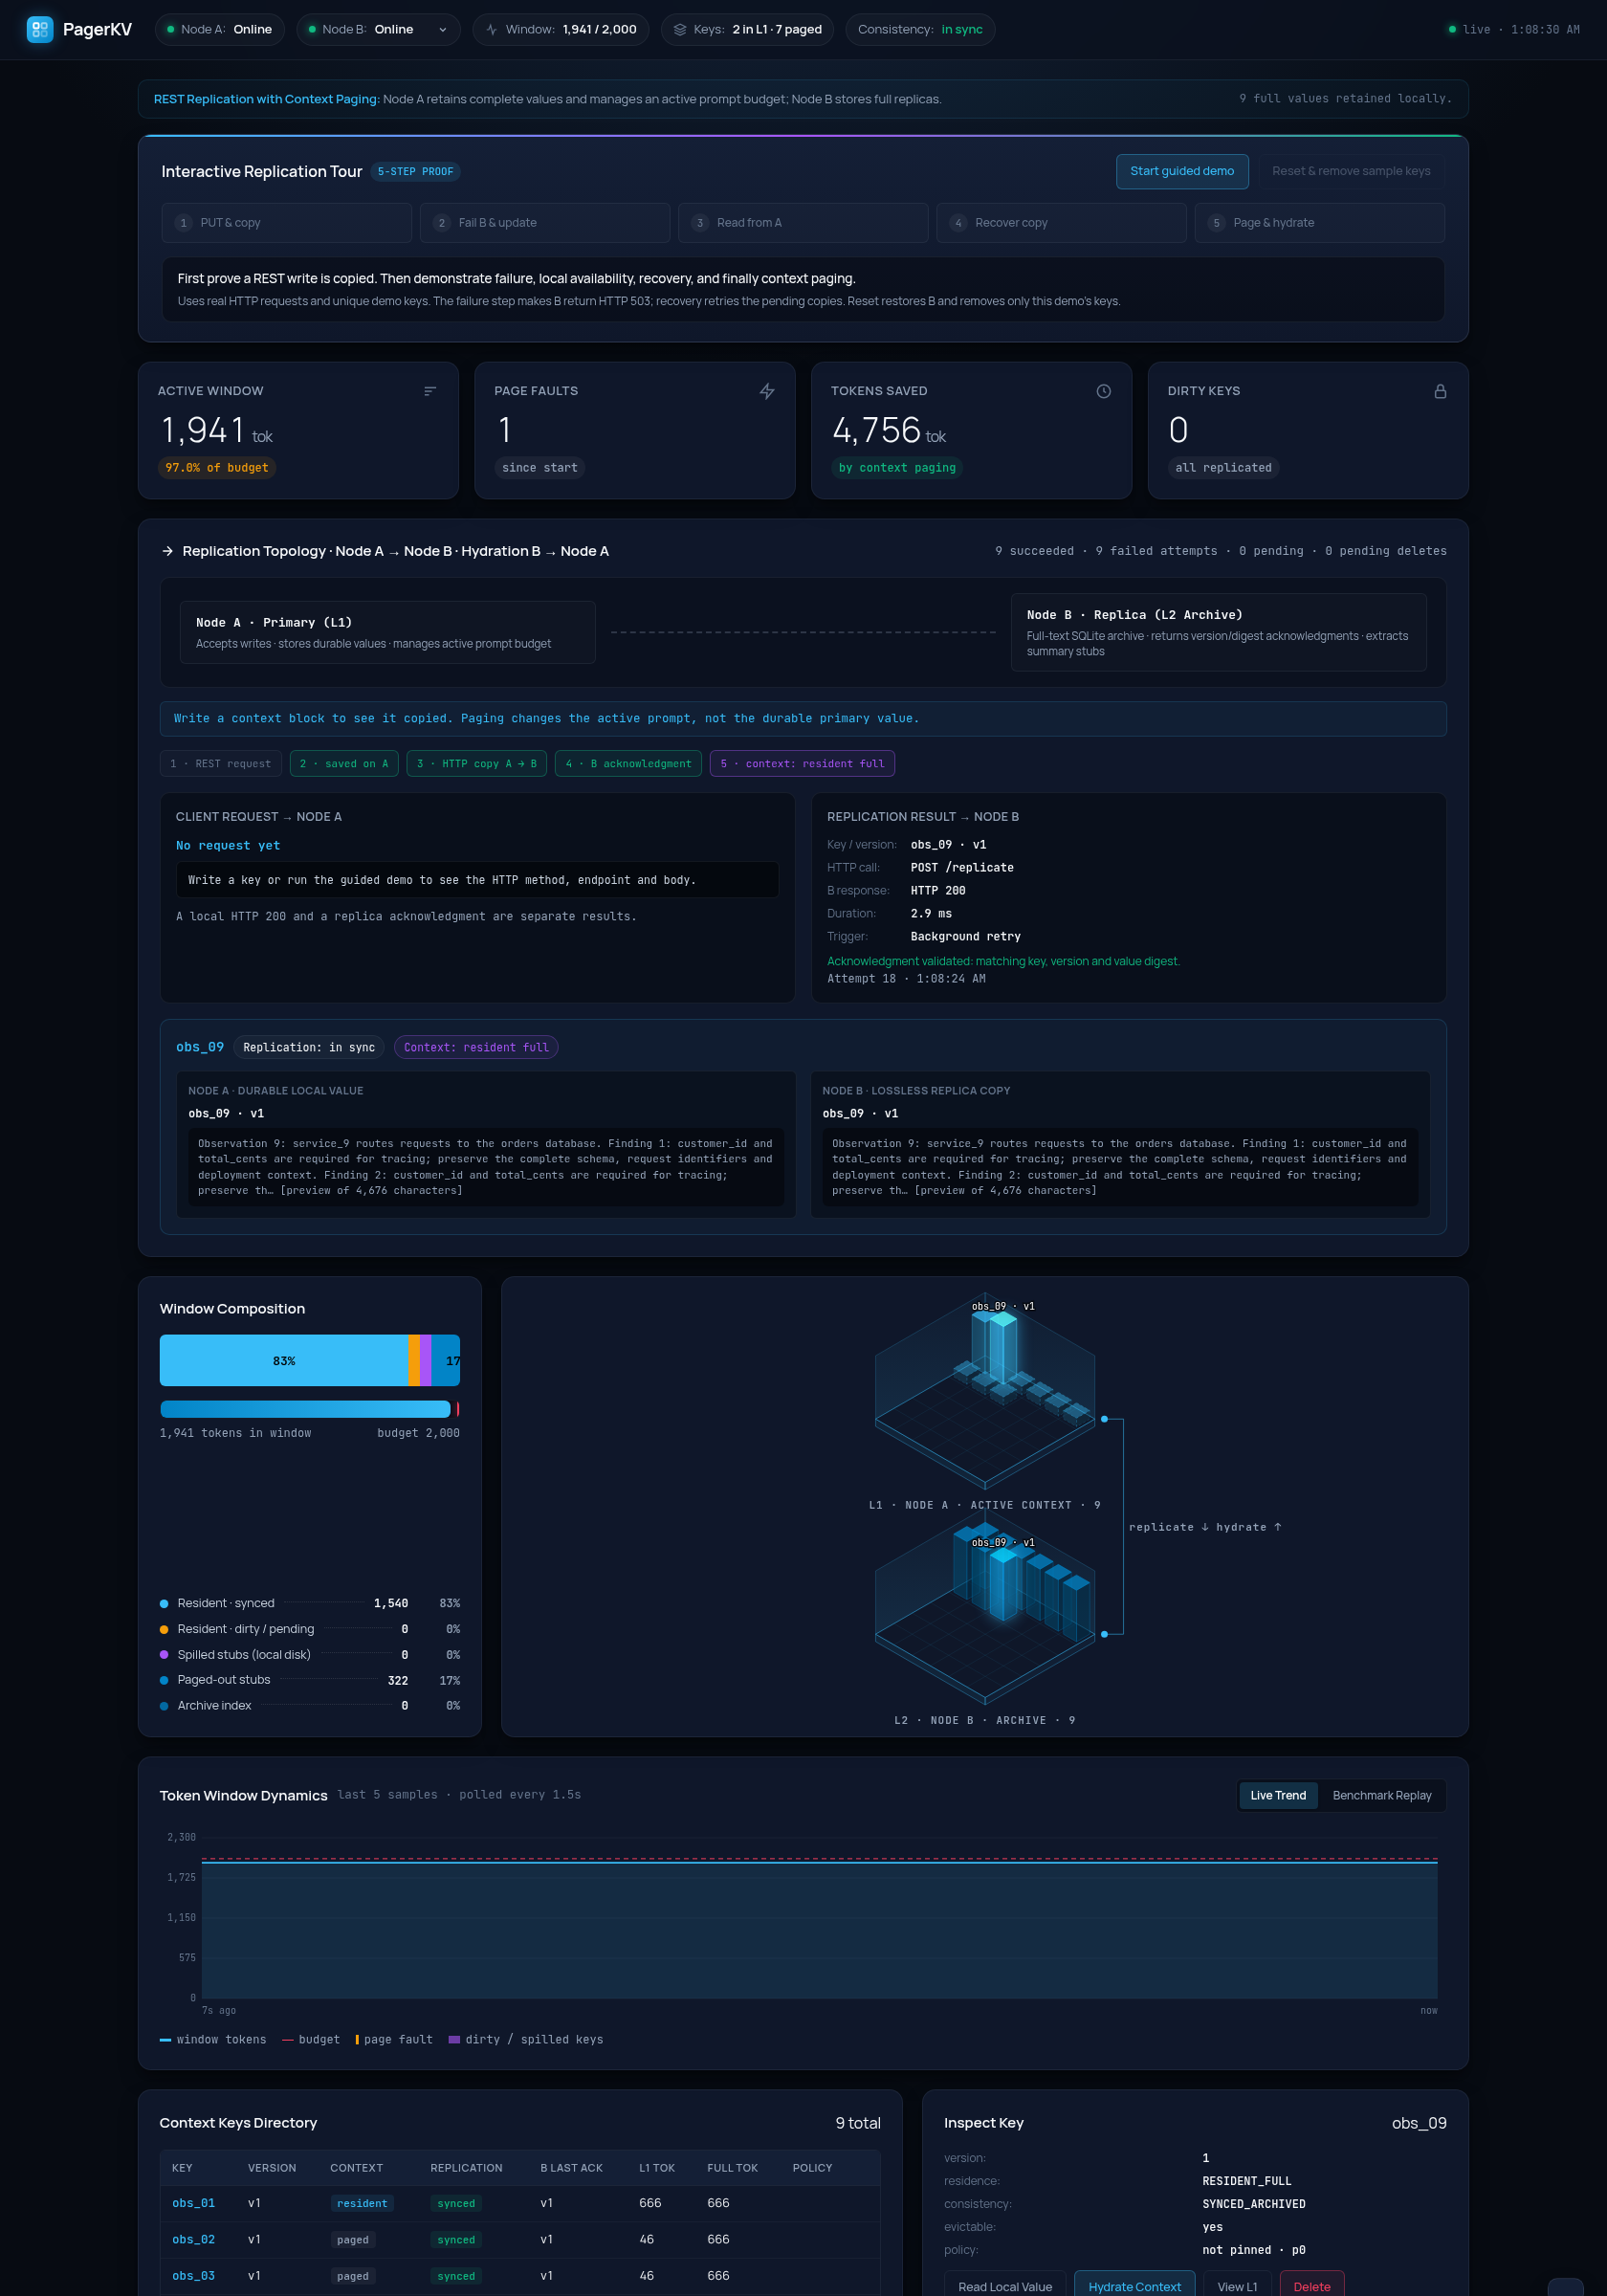 PagerKV
Node A: Online
Node B: Online
Window: 1,941 / 2,000
Keys: 2 in L1 · 7 paged
Consistency: in sync
live · 1:08:30 AM
REST Replication with Context Paging: Node A retains complete values and manages an active prompt budget; Node B stores full replicas.
9 full values retained locally.
Interactive Replication Tour
5-STEP PROOF
Start guided demo
Reset & remove sample keys
1 PUT & copy
2 Fail B & update
3 Read from A
4 Recover copy
5 Page & hydrate
First prove a REST write is copied. Then demonstrate failure, local availability, recovery, and finally context paging.
Uses real HTTP requests and unique demo keys. The failure step makes B return HTTP 503; recovery retries the pending copies. Reset restores B and removes only this demo's keys.
ACTIVE WINDOW
1,941 tok
97.0% of budget
PAGE FAULTS
1
since start
TOKENS SAVED
4,756 tok
by context paging
DIRTY KEYS
0
all replicated
→ Replication Topology · Node A → Node B · Hydration B → Node A
9 succeeded · 9 failed attempts · 0 pending · 0 pending deletes
Node A · Primary (L1)
Accepts writes · stores durable values · manages active prompt budget
Node B · Replica (L2 Archive)
Full-text SQLite archive · returns version/digest acknowledgments · extracts
summary stubs
Write a context block to see it copied. Paging changes the active prompt, not the durable primary value.
1 · REST request
2 · saved on A
3 · HTTP copy A → B
4 · B acknowledgment
5 · context: resident full
CLIENT REQUEST → NODE A
No request yet
Write a key or run the guided demo to see the HTTP method, endpoint and body.
A local HTTP 200 and a replica acknowledgment are separate results.
REPLICATION RESULT → NODE B
Key / version: obs_09 · v1
HTTP call: POST /replicate
B response: HTTP 200
Duration: 2.9 ms
Trigger: Background retry
Acknowledgment validated: matching key, version and value digest.
Attempt 18 · 1:08:24 AM
obs_09
Replication: in sync
Context: resident full
NODE A · DURABLE LOCAL VALUE
obs_09 · v1
Observation 9: service_9 routes requests to the orders database. Finding 1: customer_id and
total_cents are required for tracing; preserve the complete schema, request identifiers and
deployment context. Finding 2: customer_id and total_cents are required for tracing;
preserve th… [preview of 4,676 characters]
NODE B · LOSSLESS REPLICA COPY
obs_09 · v1
Observation 9: service_9 routes requests to the orders database. Finding 1: customer_id and
total_cents are required for tracing; preserve the complete schema, request identifiers and
deployment context. Finding 2: customer_id and total_cents are required for tracing;
preserve th… [preview of 4,676 characters]
Window Composition
83%
17
1,941 tokens in window
budget 2,000
Resident · synced 1,540 83%
Resident · dirty / pending 0 0%
Spilled stubs (local disk) 0 0%
Paged-out stubs 322 17%
Archive index 0 0%
obs_09 · v1
L1 · NODE A · ACTIVE CONTEXT · 9
replicate ↓ hydrate ↑
obs_09 · v1
L2 · NODE B · ARCHIVE · 9
Token Window Dynamics
last 5 samples · polled every 1.5s
Live Trend
Benchmark Replay
2,300
1,725
1,150
575
0
7s ago
now
window tokens
budget
page fault
dirty / spilled keys
Context Keys Directory
9 total
KEY VERSION CONTEXT REPLICATION B LAST ACK L1 TOK FULL TOK POLICY
obs_01 v1 resident synced v1 666 666
obs_02 v1 paged synced v1 46 666
obs_03 v1 paged synced v1 46 666
Inspect Key
obs_09
version: 1
residence: RESIDENT_FULL
consistency: SYNCED_ARCHIVED
evictable: yes
policy: not pinned · p0
Read Local Value
Hydrate Context
View L1
Delete